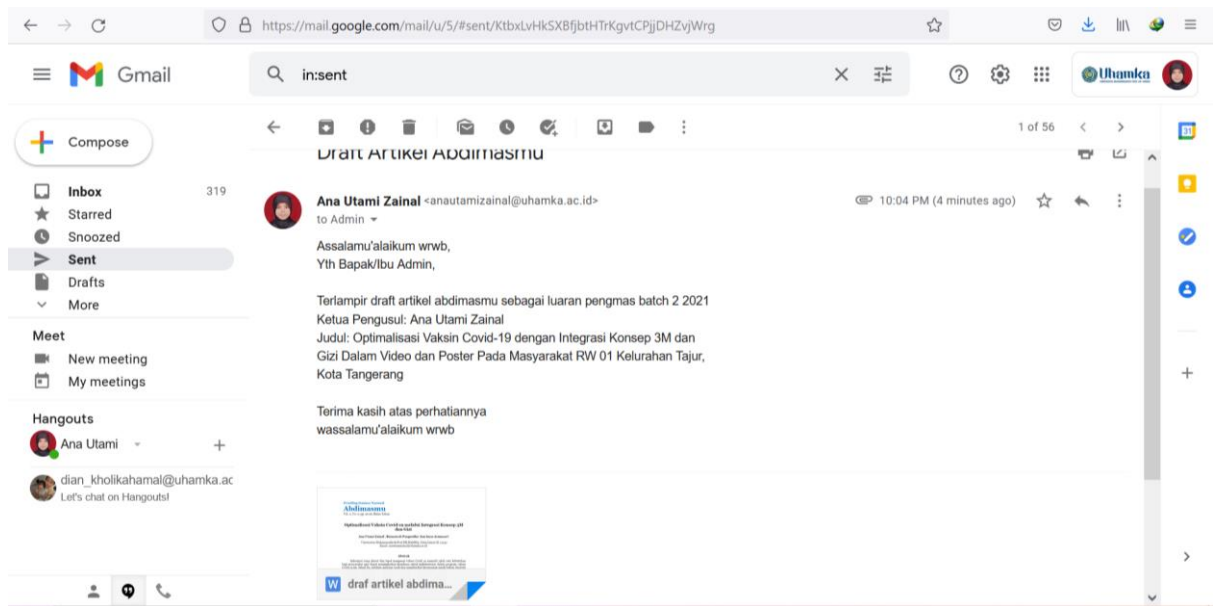 https://mail.google.com/mail/u/5/#sent/KtbxLvHkSXBfjbtHTrKgvtCPjjDHZvjWrg
Gmail
in:sent
Uhamka
Compose
1 of 56
31
Draft Artikel Abdimasmu
Inbox 319
Starred
Snoozed
Sent
Drafts
More
Meet
New meeting
My meetings
Hangouts
Ana Utami
dian_kholikahamal@uhamka.ac
Let's chat on Hangouts!
Ana Utami Zainal <anautamizainal@uhamka.ac.id>
10:04 PM (4 minutes ago)
to Admin
Assalamu'alaikum wrwb,
Yth Bapak/Ibu Admin,
Terlampir draft artikel abdimasmu sebagai luaran pengmas batch 2 2021
Ketua Pengusul: Ana Utami Zainal
Judul: Optimalisasi Vaksin Covid-19 dengan Integrasi Konsep 3M dan
Gizi Dalam Video dan Poster Pada Masyarakat RW 01 Kelurahan Tajur,
Kota Tangerang
Terima kasih atas perhatiannya
wassalamu'alaikum wrwb
Abdimasmu
W draf artikel abdima...